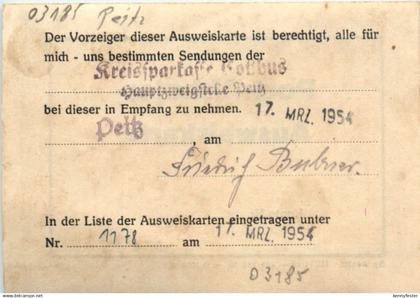 03185 Peitz
Der Vorzeiger dieser Ausweiskarte ist berechtigt, alle für
mich - uns bestimmten Sendungen der
Kreissparkasse Cottbus
Hauptzweigstelle Peitz
bei dieser in Empfang zu nehmen. 17. MRZ. 1954
Peitz, am
Friedrich
In der Liste der Ausweiskarten eingetragen unter
Nr. 1178 am 17. MRZ. 1954
03185
bennyfester